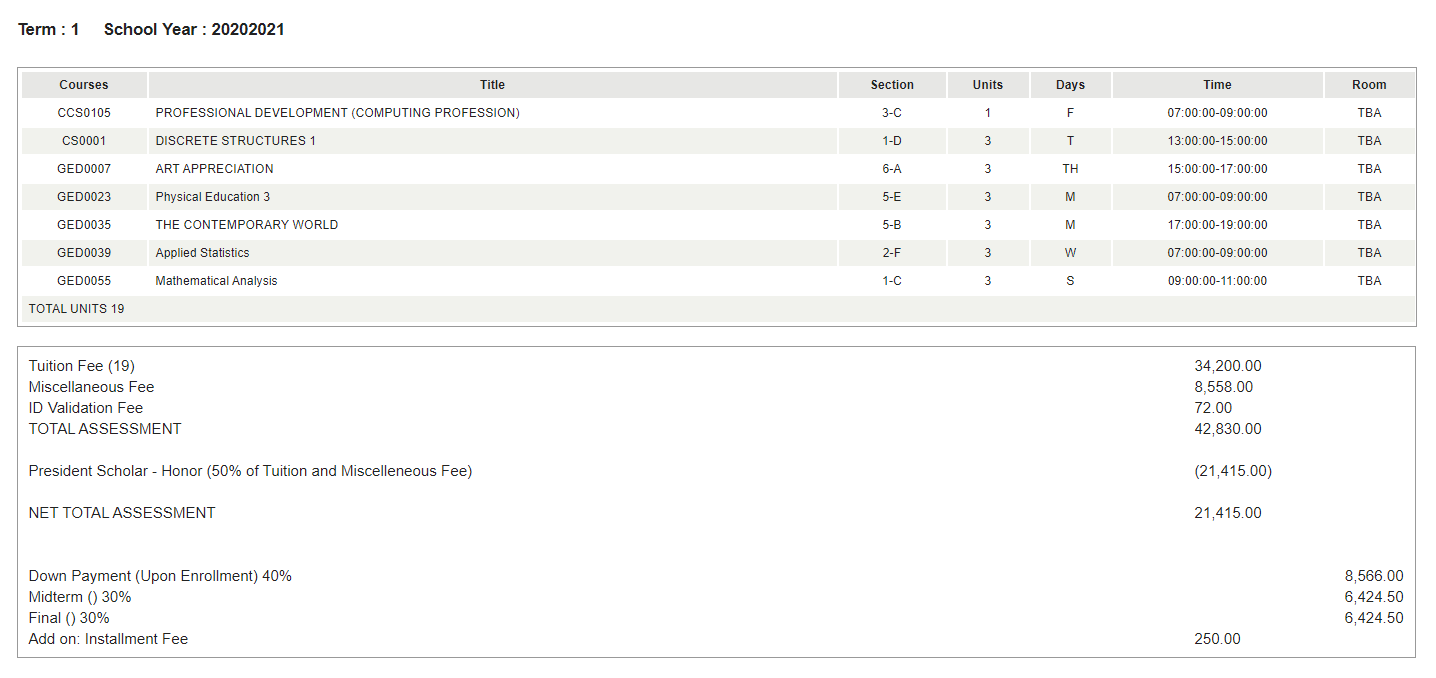 Term : 1 School Year : 20202021
Courses Title Section Units Days Time Room
CCS0105 PROFESSIONAL DEVELOPMENT (COMPUTING PROFESSION) 3-C 1 F 07:00:00-09:00:00 TBA
CS0001 DISCRETE STRUCTURES 1 1-D 3 T 13:00:00-15:00:00 TBA
GED0007 ART APPRECIATION 6-A 3 TH 15:00:00-17:00:00 TBA
GED0023 Physical Education 3 5-E 3 M 07:00:00-09:00:00 TBA
GED0035 THE CONTEMPORARY WORLD 5-B 3 M 17:00:00-19:00:00 TBA
GED0039 Applied Statistics 2-F 3 W 07:00:00-09:00:00 TBA
GED0055 Mathematical Analysis 1-C 3 S 09:00:00-11:00:00 TBA
TOTAL UNITS 19
Tuition Fee (19) 34,200.00
Miscellaneous Fee 8,558.00
ID Validation Fee 72.00
TOTAL ASSESSMENT 42,830.00
President Scholar - Honor (50% of Tuition and Miscelleneous Fee) (21,415.00)
NET TOTAL ASSESSMENT 21,415.00
Down Payment (Upon Enrollment) 40% 8,566.00
Midterm () 30% 6,424.50
Final () 30% 6,424.50
Add on: Installment Fee 250.00